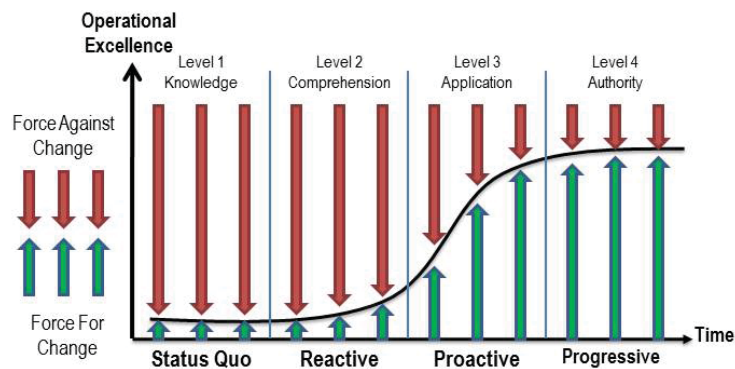 Operational
Excellence
Level 1
Knowledge
Level 2
Comprehension
Level 3
Application
Level 4
Authority
Force Against
Change
Force For
Change
Time
Status Quo
Reactive
Proactive
Progressive